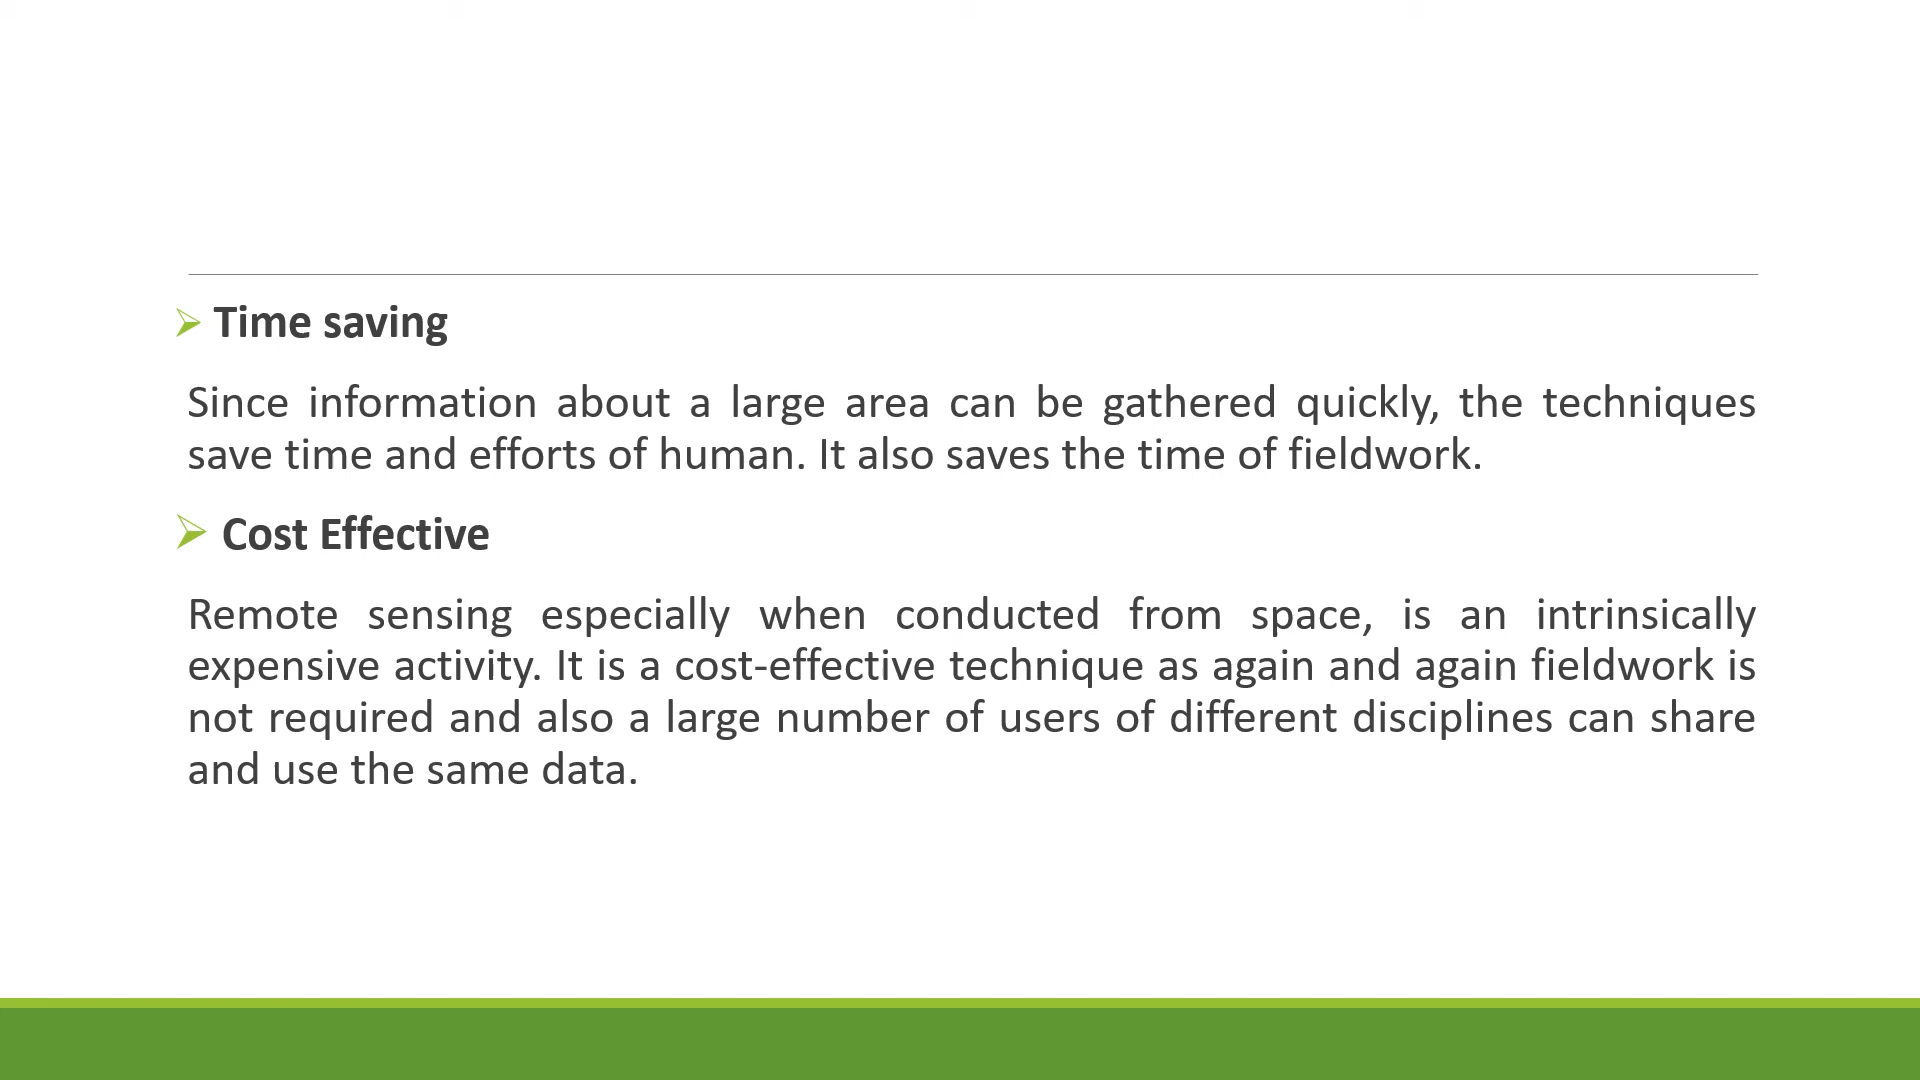 Time saving
Since information about a large area can be gathered quickly, the techniques
save time and efforts of human. It also saves the time of fieldwork.
Cost Effective
Remote sensing especially when conducted from space, is an intrinsically
expensive activity. It is a cost-effective technique as again and again fieldwork is
not required and also a large number of users of different disciplines can share
and use the same data.